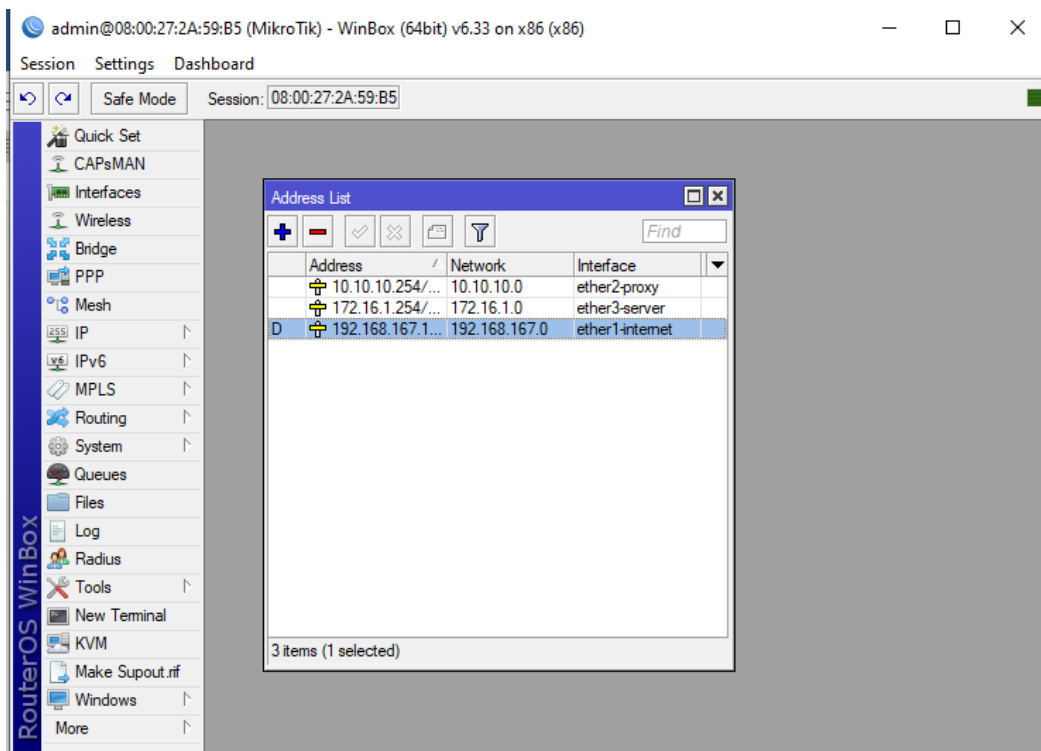 admin@08:00:27:2A:59:B5 (MikroTik) - WinBox (64bit) v6.33 on x86 (x86)
Session Settings Dashboard
Safe Mode Session: 08:00:27:2A:59:B5
Quick Set
CAPsMAN
Interfaces
Wireless
Bridge
PPP
Mesh
IP
IPv6
MPLS
Routing
System
Queues
Files
Log
Radius
Tools
New Terminal
KVM
Make Supout.rif
Windows
More
RouterOS WinBox
Address List
Find
Address Network Interface
10.10.10.254/... 10.10.10.0 ether2-proxy
172.16.1.254/... 172.16.1.0 ether3-server
D 192.168.167.1... 192.168.167.0 ether1-internet
3 items (1 selected)